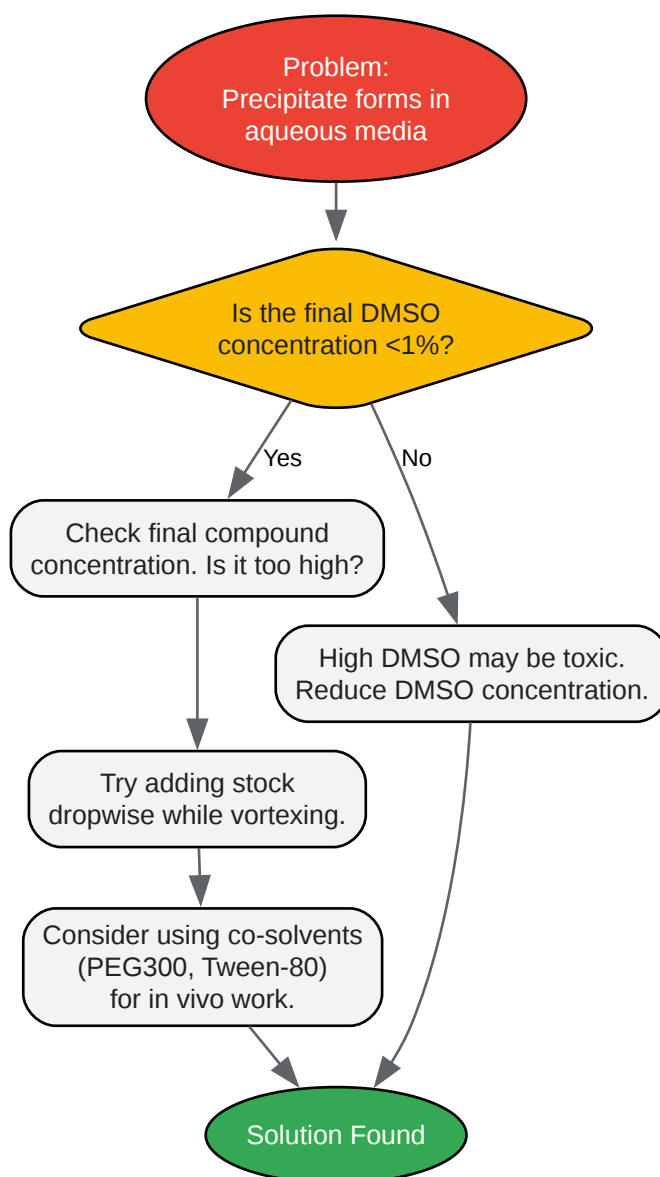 Problem:
Precipitate forms in
aqueous media
Is the final DMSO
concentration <1%?
Yes
No
Check final compound
concentration. Is it too high?
High DMSO may be toxic.
Reduce DMSO concentration.
Try adding stock
dropwise while vortexing.
Consider using co-solvents
(PEG300, Tween-80)
for in vivo work.
Solution Found